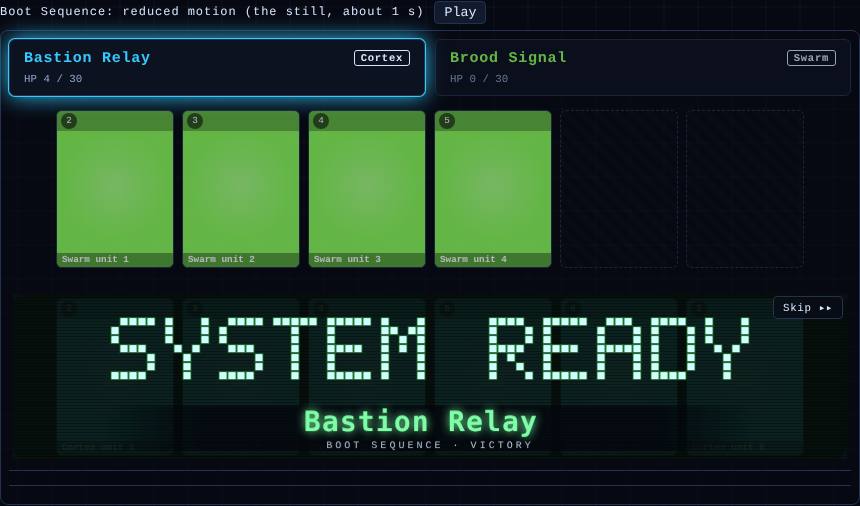 Boot Sequence: reduced motion (the still, about 1 s) Play
Bastion Relay Cortex
HP 4 / 30
Brood Signal Swarm
HP 0 / 30
2 3 4 5
Swarm unit 1 Swarm unit 2 Swarm unit 3 Swarm unit 4
Skip ▸▸
SYSTEM READY
Bastion Relay
BOOT SEQUENCE · VICTORY